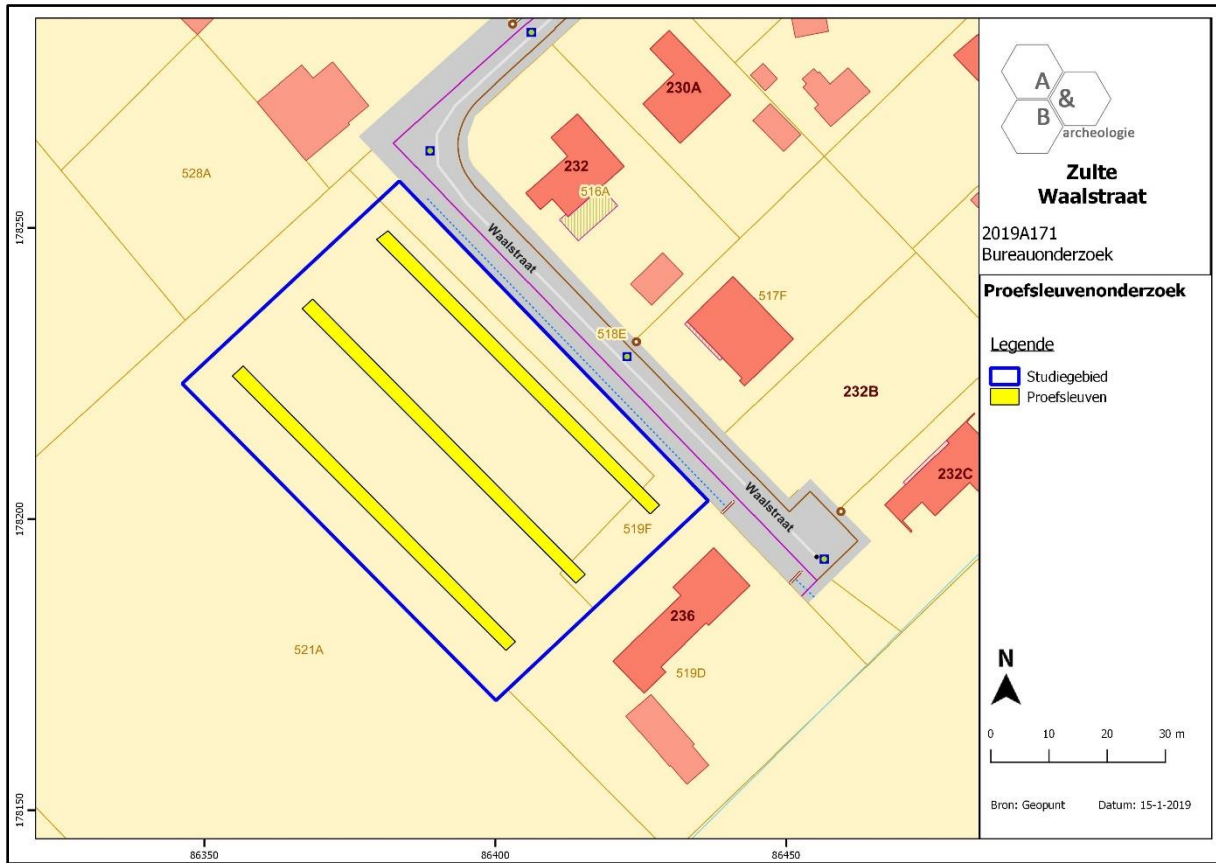 230A
232
516A
528A
Waalstraat
517F
518E
232B
232C
Waalstraat
519F
236
521A
519D
178250
178200
178150
86350
86400
86450
A
&
B
archeologie
Zulte
Waalstraat
2019A171
Bureauonderzoek
Proefsleuvenonderzoek
Legende
Studiegebied
Proefsleuven
N
0 10 20 30 m
Bron: Geopunt Datum: 15-1-2019